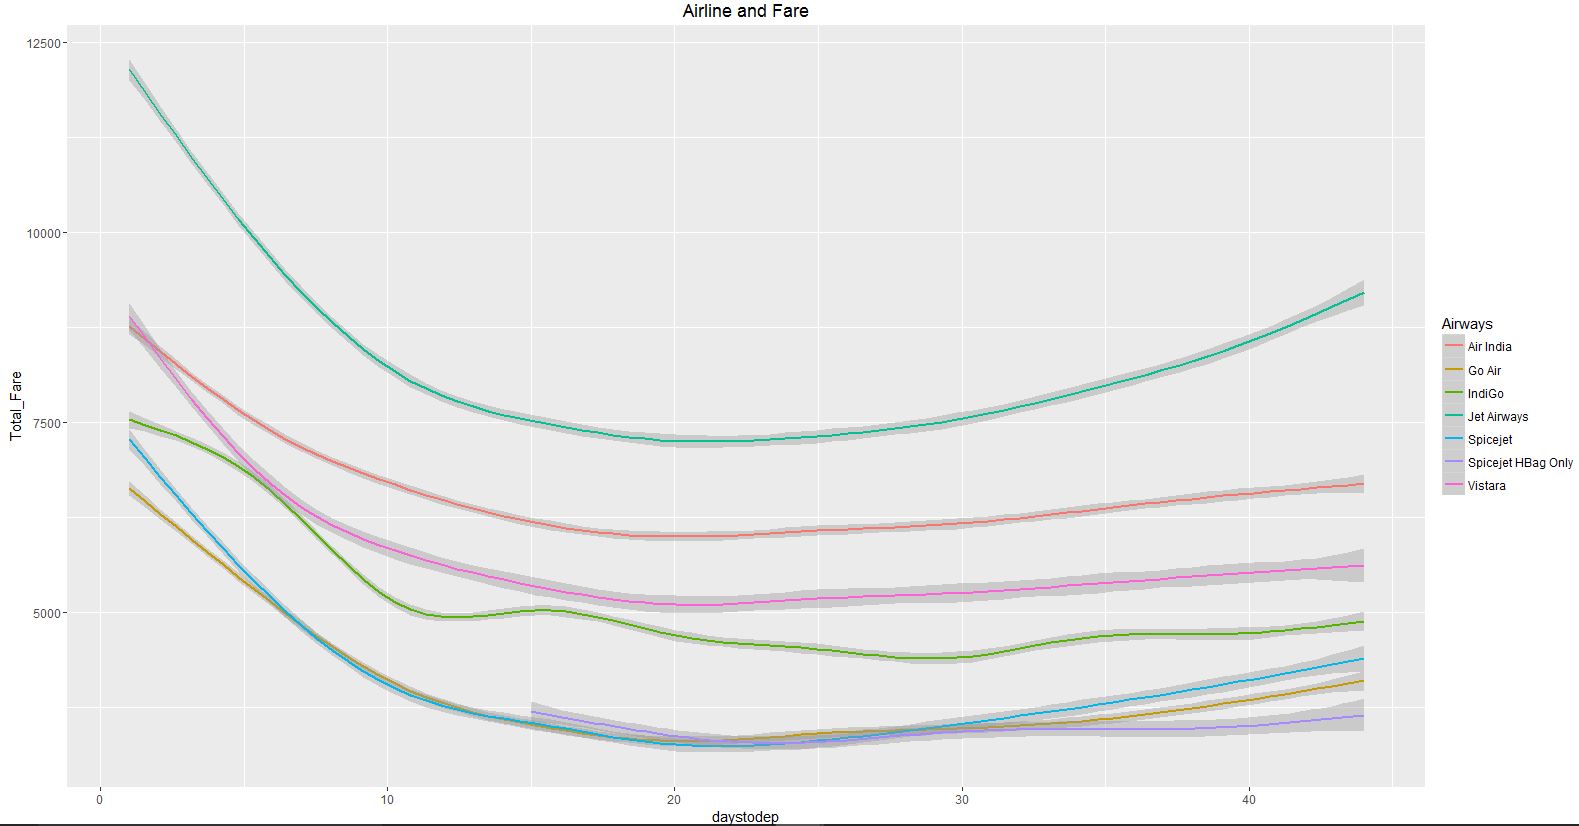 Airline and Fare
12500
10000
7500
5000
Total_Fare
0 10 20 30 40
daystodep
Airways
Air India
Go Air
IndiGo
Jet Airways
Spicejet
Spicejet HBag Only
Vistara